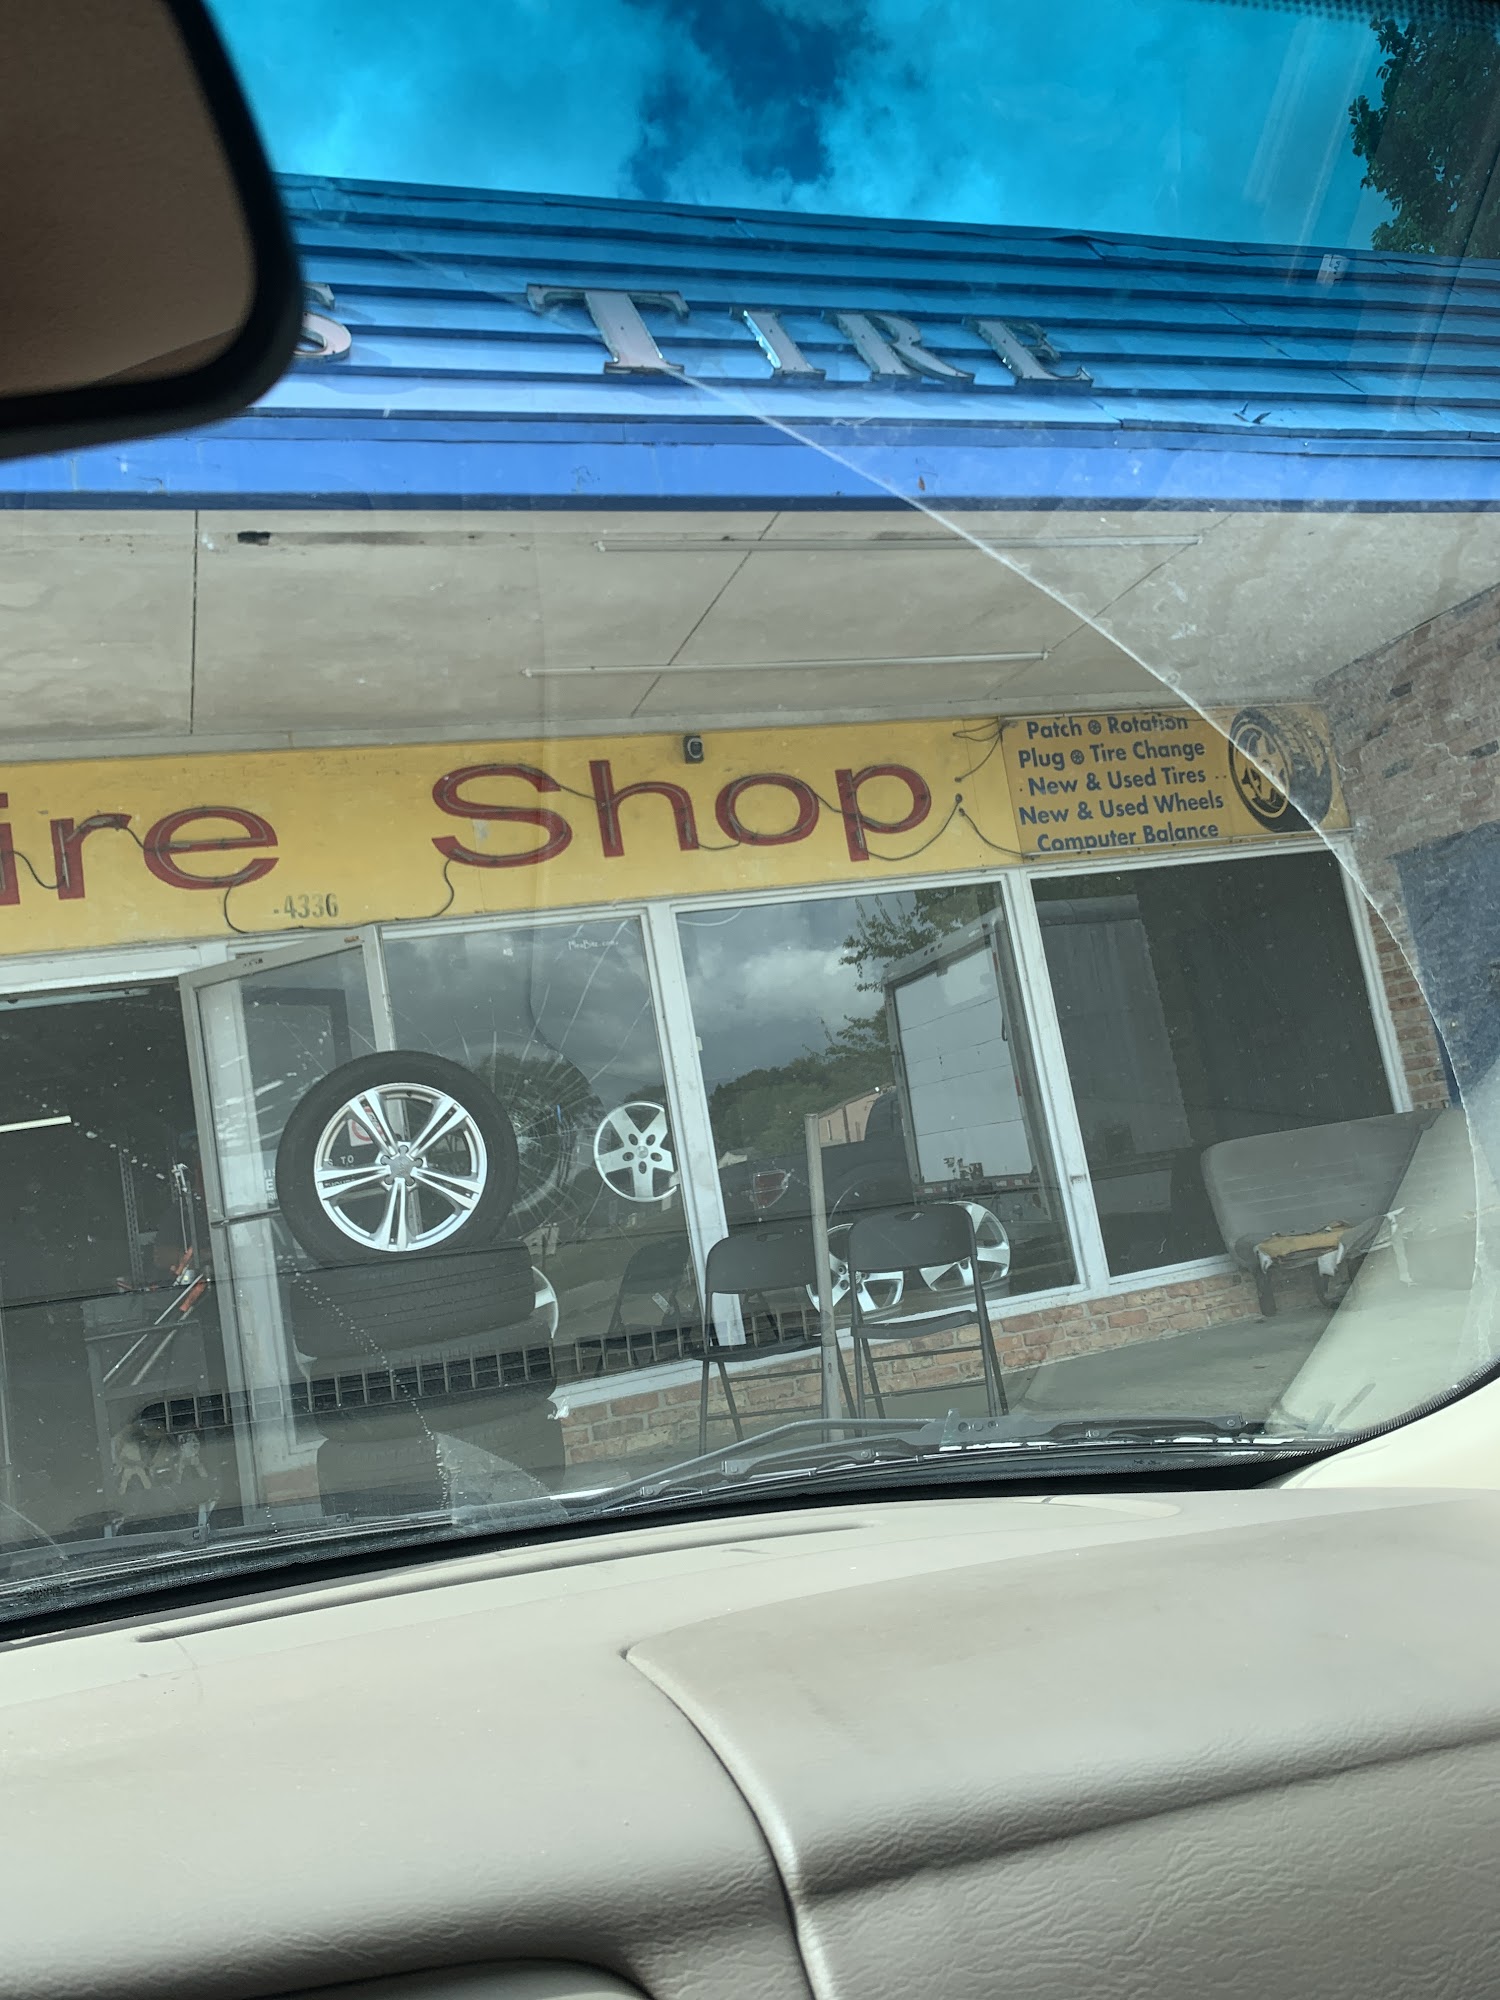 S TIRE
ire Shop
Patch Rotation
Plug Tire Change
New & Used Tires
New & Used Wheels
Computer Balance
4336